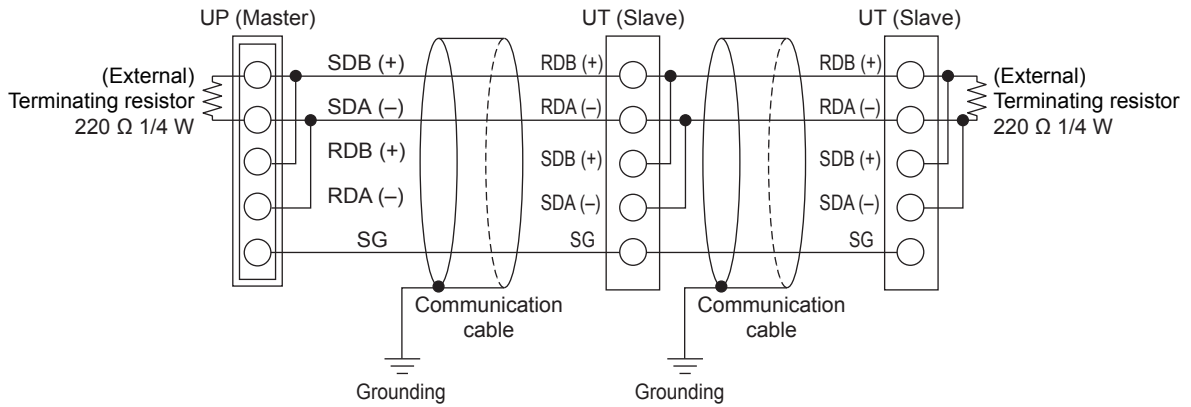 UP (Master)
UT (Slave)
UT (Slave)
(External)
Terminating resistor
220 Ω 1/4 W
SDB (+)
SDA (–)
RDB (+)
RDA (–)
SG
RDB (+)
RDA (–)
SDB (+)
SDA (–)
SG
RDB (+)
RDA (–)
SDB (+)
SDA (–)
SG
(External)
Terminating resistor
220 Ω 1/4 W
Communication
cable
Communication
cable
Grounding
Grounding